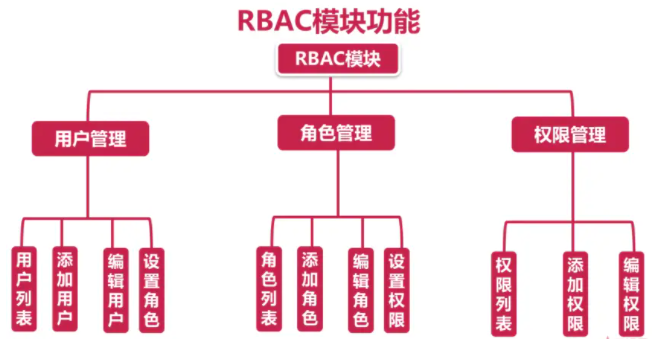 RBAC模块功能
RBAC模块
用户管理
角色管理
权限管理
用户列表
添加用户
编辑用户
设置角色
角色列表
添加角色
编辑角色
设置权限
权限列表
添加权限
编辑权限